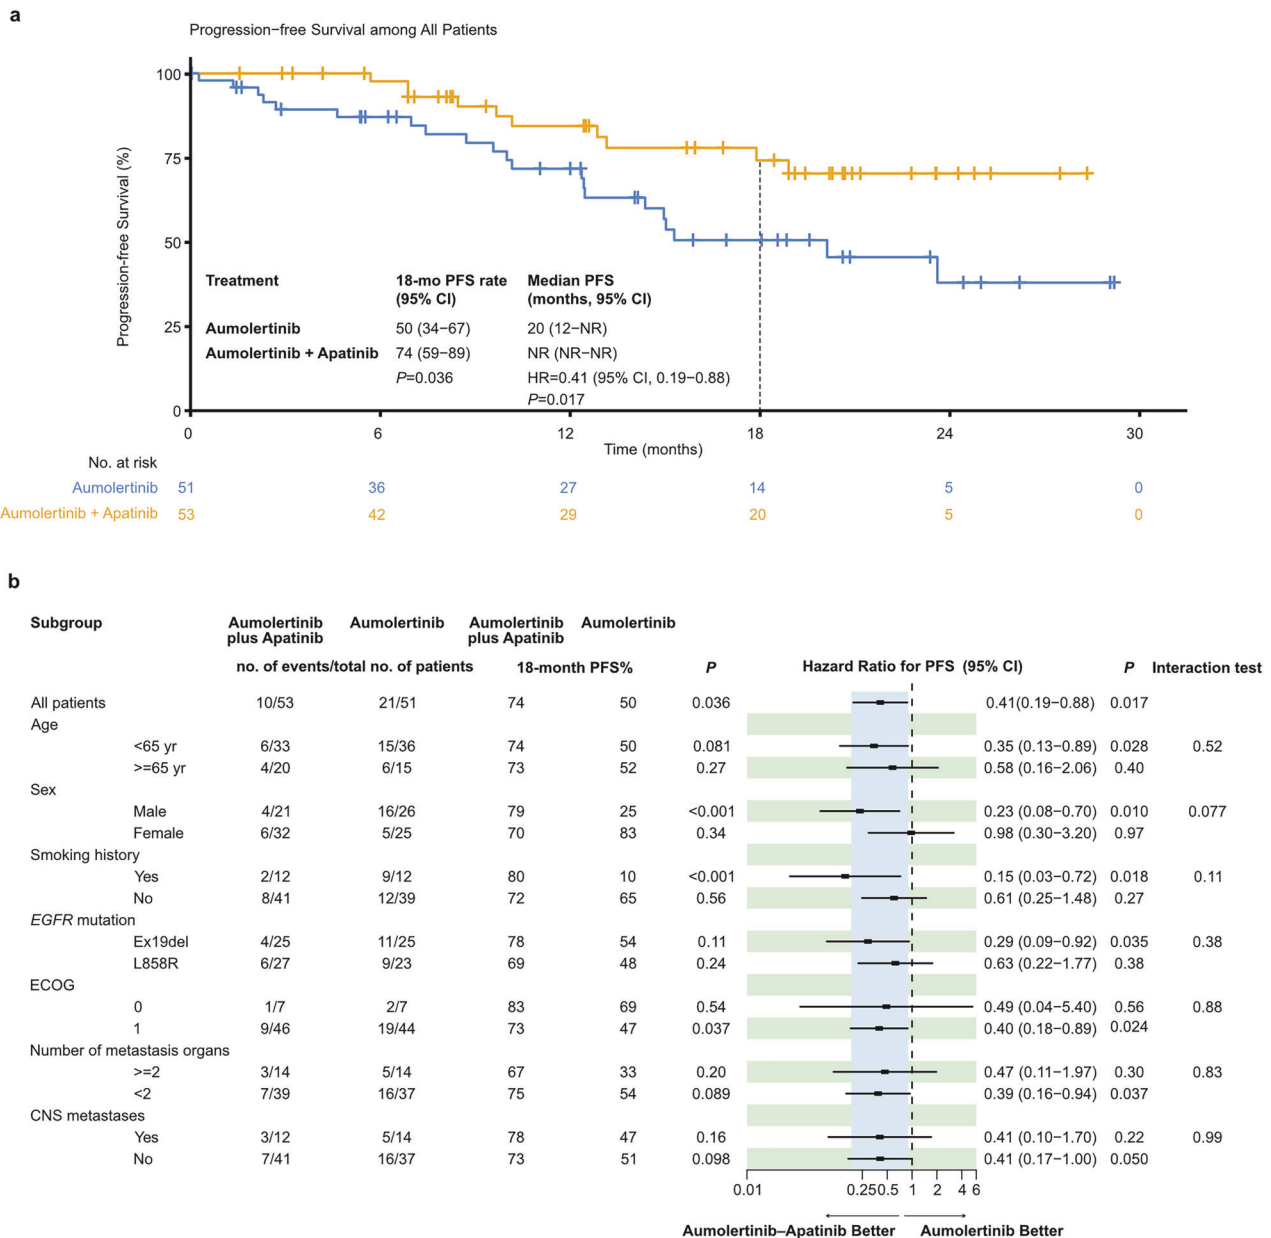 a
Progression−free Survival among All Patients
Progression-free Survival (%)
100
75
50
25
0
Treatment 18-mo PFS rate (95% CI) Median PFS (months, 95% CI)
Aumolertinib 50 (34−67) 20 (12−NR)
Aumolertinib + Apatinib 74 (59−89) NR (NR−NR)
P=0.036 HR=0.41 (95% CI, 0.19−0.88)
P=0.017
0 6 12 18 24 30
Time (months)
No. at risk
Aumolertinib 51 36 27 14 5 0
Aumolertinib + Apatinib 53 42 29 20 5 0
b
Subgroup Aumolertinib plus Apatinib Aumolertinib Aumolertinib plus Apatinib Aumolertinib
no. of events/total no. of patients 18-month PFS% P Hazard Ratio for PFS (95% CI) P Interaction test
All patients 10/53 21/51 74 50 0.036 0.41(0.19−0.88) 0.017
Age
<65 yr 6/33 15/36 74 50 0.081 0.35 (0.13−0.89) 0.028 0.52
>=65 yr 4/20 6/15 73 52 0.27 0.58 (0.16−2.06) 0.40
Sex
Male 4/21 16/26 79 25 <0.001 0.23 (0.08−0.70) 0.010 0.077
Female 6/32 5/25 70 83 0.34 0.98 (0.30−3.20) 0.97
Smoking history
Yes 2/12 9/12 80 10 <0.001 0.15 (0.03−0.72) 0.018 0.11
No 8/41 12/39 72 65 0.56 0.61 (0.25−1.48) 0.27
EGFR mutation
Ex19del 4/25 11/25 78 54 0.11 0.29 (0.09−0.92) 0.035 0.38
L858R 6/27 9/23 69 48 0.24 0.63 (0.22−1.77) 0.38
ECOG
0 1/7 2/7 83 69 0.54 0.49 (0.04−5.40) 0.56 0.88
1 9/46 19/44 73 47 0.037 0.40 (0.18−0.89) 0.024
Number of metastasis organs
>=2 3/14 5/14 67 33 0.20 0.47 (0.11−1.97) 0.30 0.83
<2 7/39 16/37 75 54 0.089 0.39 (0.16−0.94) 0.037
CNS metastases
Yes 3/12 5/14 78 47 0.16 0.41 (0.10−1.70) 0.22 0.99
No 7/41 16/37 73 51 0.098 0.41 (0.17−1.00) 0.050
0.01 0.25 0.5 1 2 4 6
Aumolertinib–Apatinib Better Aumolertinib Better